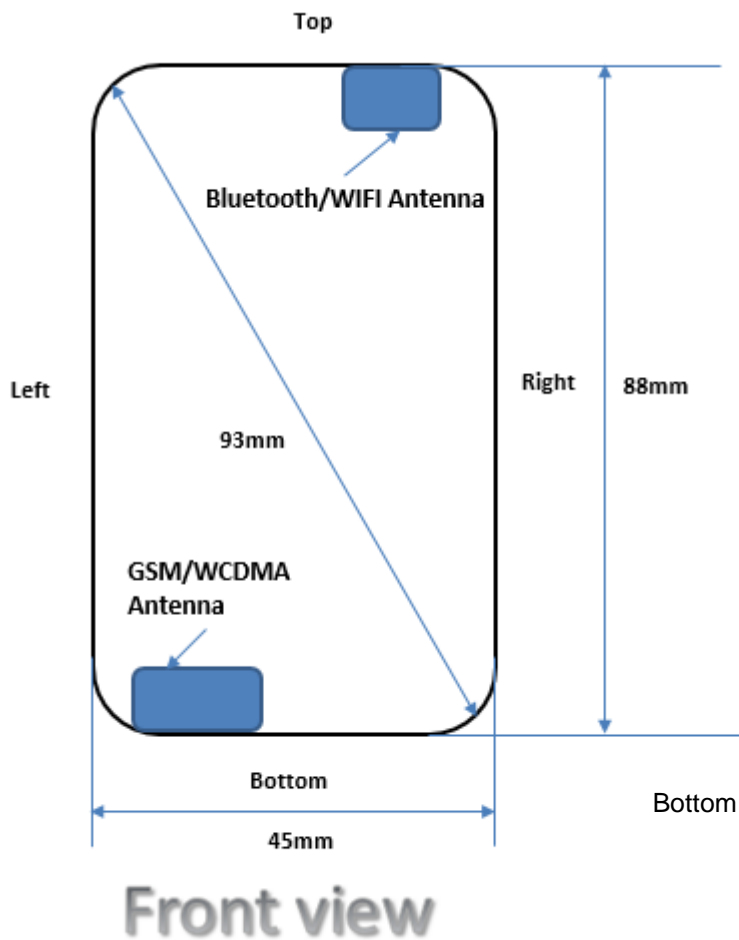 Top
Bluetooth/WIFI Antenna
Left
Right
88mm
93mm
GSM/WCDMA
Antenna
Bottom
Bottom
45mm
Front view